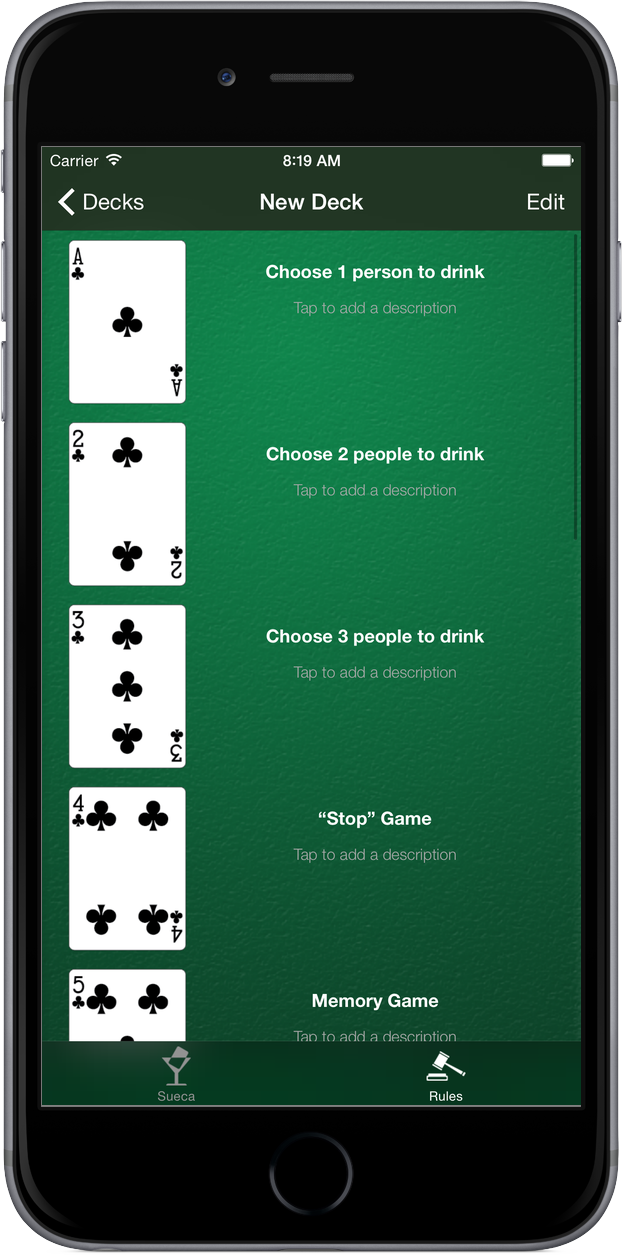 Carrier 8:19 AM
Decks New Deck Edit
A
Choose 1 person to drink
Tap to add a description
A
2
Choose 2 people to drink
Tap to add a description
2
3
Choose 3 people to drink
Tap to add a description
3
4
“Stop” Game
Tap to add a description
4
5
Memory Game
Tap to add a description
Sueca Rules